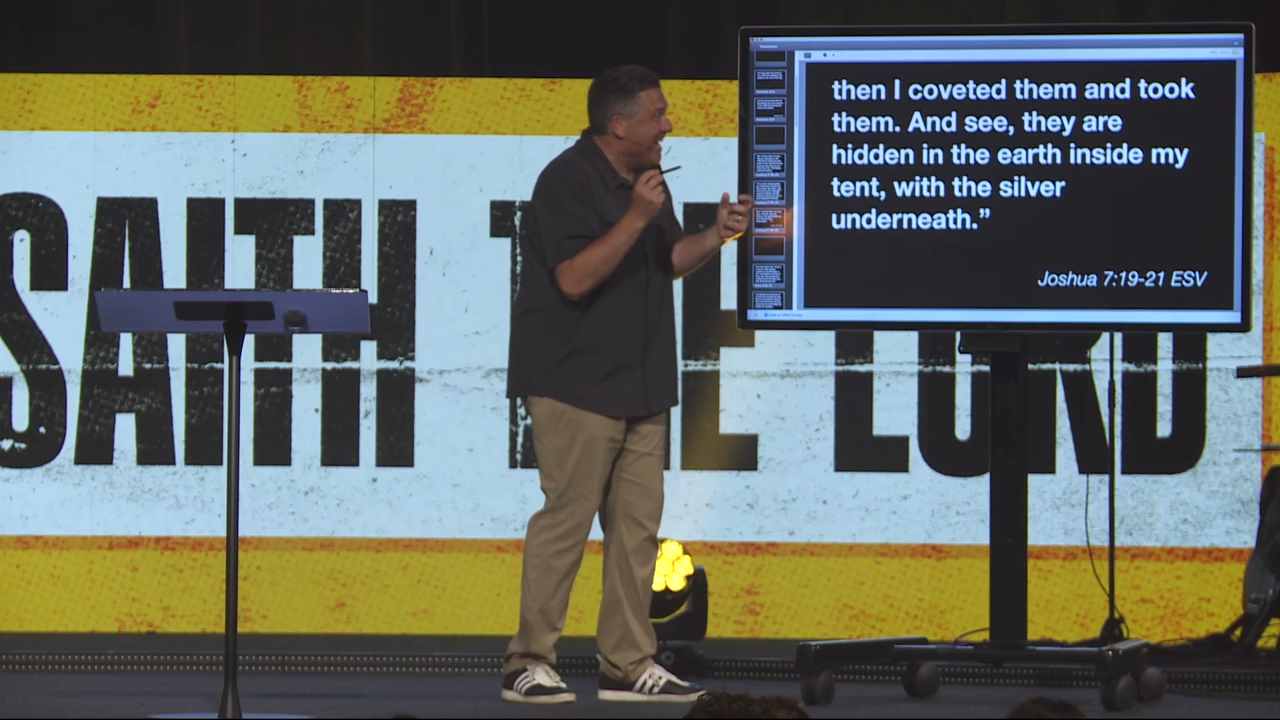 SAITH THE LORD
then I coveted them and took
them. And see, they are
hidden in the earth inside my
tent, with the silver
underneath.”
Joshua 7:19-21 ESV